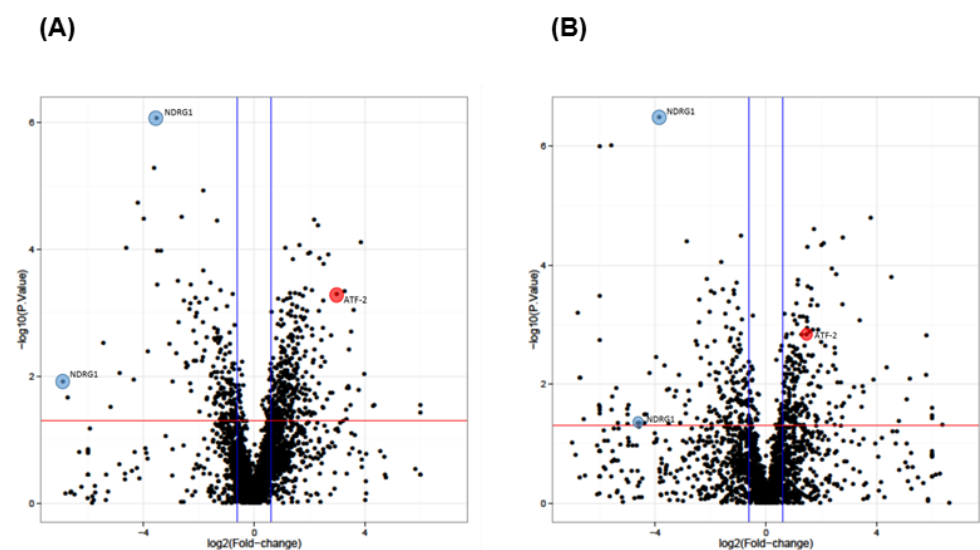 (A)
(B)
NDRG1
ATF-2
NDRG1
6
4
2
0
-4
0
4
-log10(P.Value)
log2(Fold-change)
NDRG1
ATF-2
NDRG1
6
4
2
0
-4
0
4
-log10(P.Value)
log2(Fold-change)